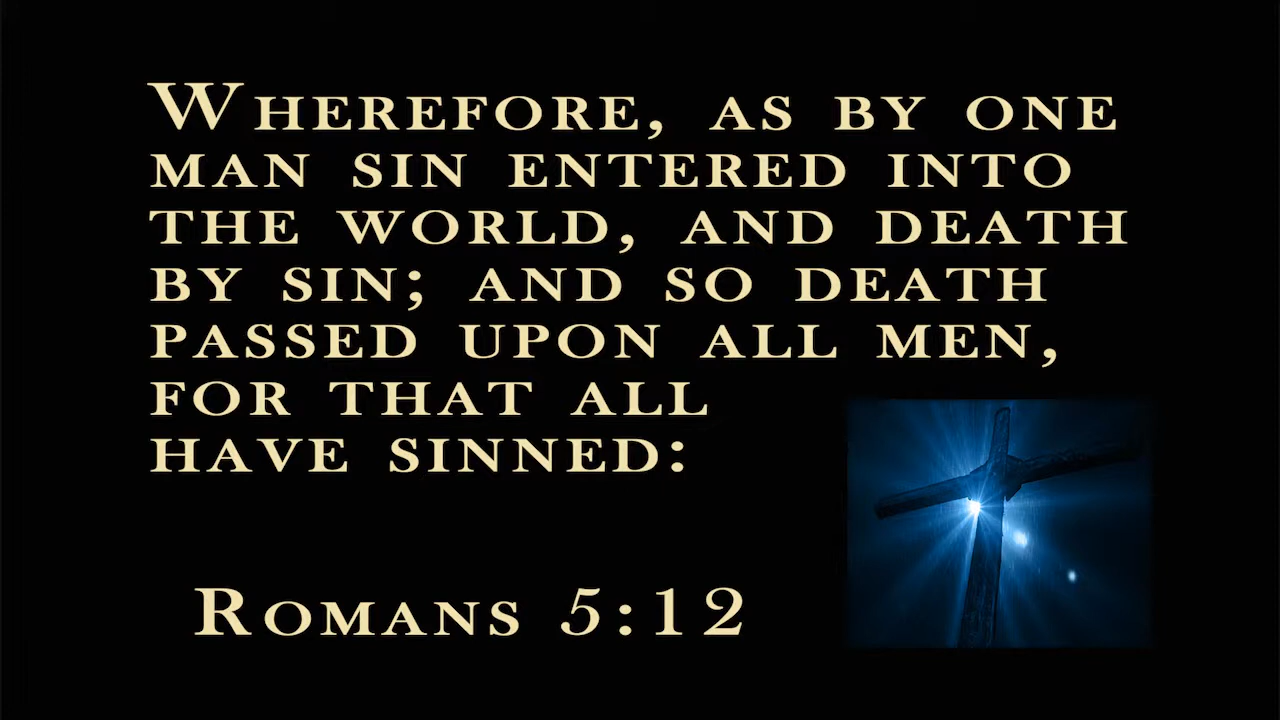 Wherefore, as by one
man sin entered into
the world, and death
by sin; and so death
passed upon all men,
for that all
have sinned:
Romans 5:12